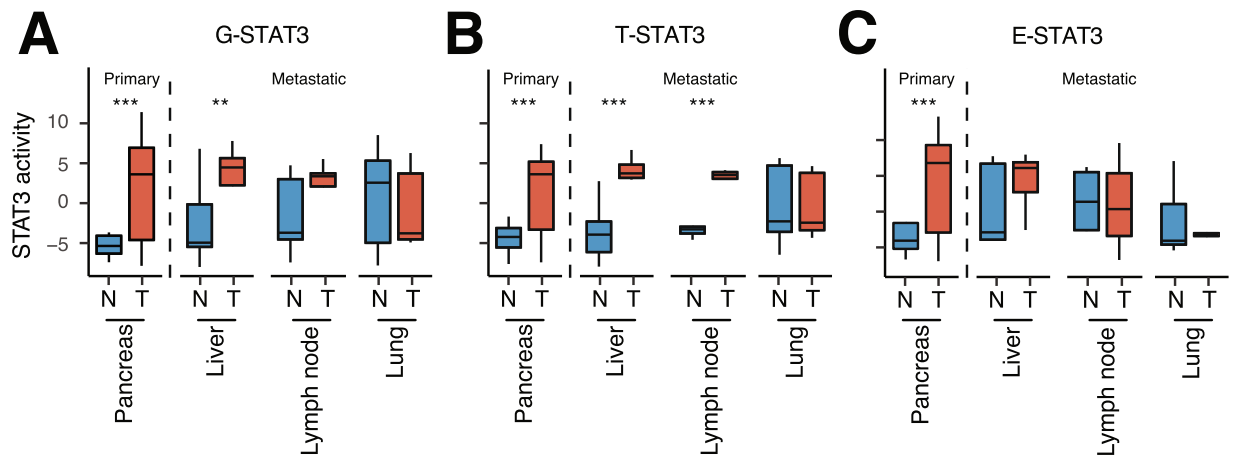 A
G-STAT3
STAT3 activity
10
5
0
−5
Primary
Metastatic
***
**
N T
N T
N T
N T
Pancreas
Liver
Lymph node
Lung
B
T-STAT3
Primary
Metastatic
***
***
***
N T
N T
N T
N T
Pancreas
Liver
Lymph node
Lung
C
E-STAT3
Primary
Metastatic
***
N T
N T
N T
N T
Pancreas
Liver
Lymph node
Lung